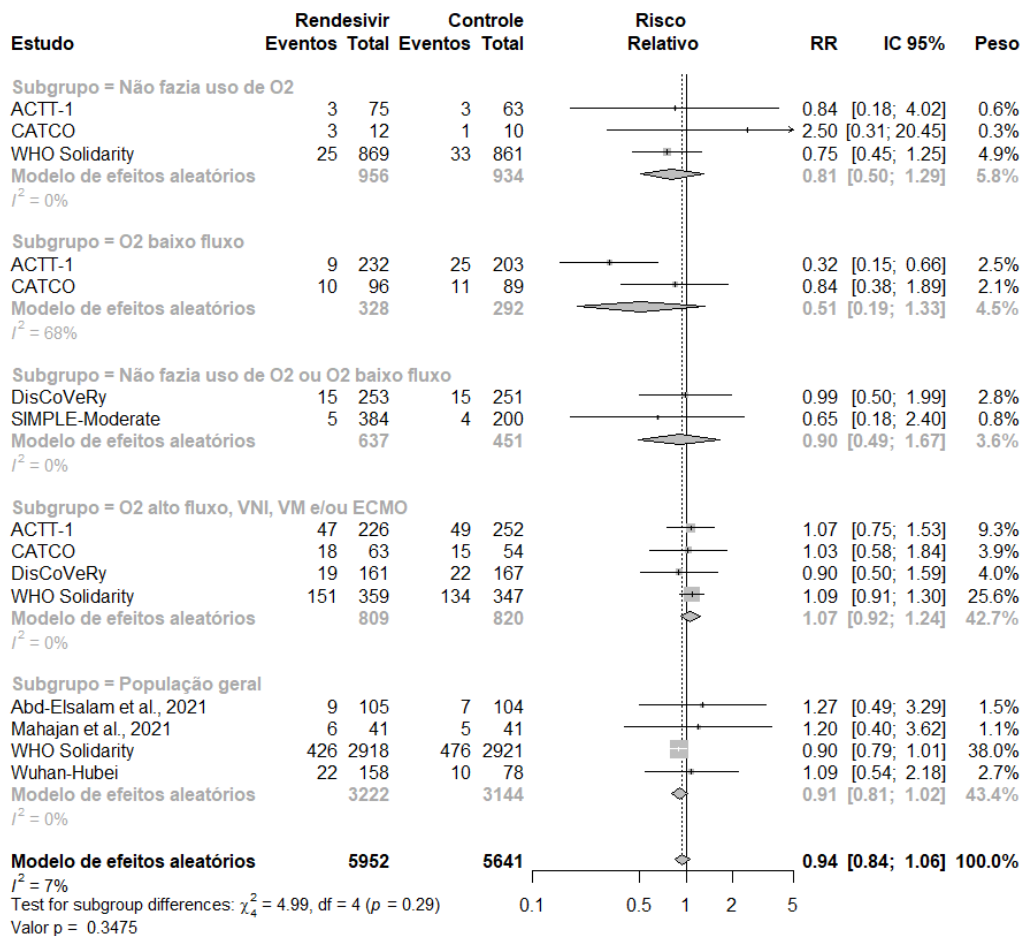 Rendesivir Controle Risco
Estudo Eventos Total Eventos Total Relativo RR IC 95% Peso
Subgrupo = Não fazia uso de O2
ACTT-1 3 75 3 63 0.84 [0.18; 4.02] 0.6%
CATCO 3 12 1 10 2.50 [0.31; 20.45] 0.3%
WHO Solidarity 25 869 33 861 0.75 [0.45; 1.25] 4.9%
Modelo de efeitos aleatórios 956 934 0.81 [0.50; 1.29] 5.8%
I² = 0%
Subgrupo = O2 baixo fluxo
ACTT-1 9 232 25 203 0.32 [0.15; 0.66] 2.5%
CATCO 10 96 11 89 0.84 [0.38; 1.89] 2.1%
Modelo de efeitos aleatórios 328 292 0.51 [0.19; 1.33] 4.5%
I² = 68%
Subgrupo = Não fazia uso de O2 ou O2 baixo fluxo
DisCoVeRy 15 253 15 251 0.99 [0.50; 1.99] 2.8%
SIMPLE-Moderate 5 384 4 200 0.65 [0.18; 2.40] 0.8%
Modelo de efeitos aleatórios 637 451 0.90 [0.49; 1.67] 3.6%
I² = 0%
Subgrupo = O2 alto fluxo, VNI, VM e/ou ECMO
ACTT-1 47 226 49 252 1.07 [0.75; 1.53] 9.3%
CATCO 18 63 15 54 1.03 [0.58; 1.84] 3.9%
DisCoVeRy 19 161 22 167 0.90 [0.50; 1.59] 4.0%
WHO Solidarity 151 359 134 347 1.09 [0.91; 1.30] 25.6%
Modelo de efeitos aleatórios 809 820 1.07 [0.92; 1.24] 42.7%
I² = 0%
Subgrupo = População geral
Abd-Elsalam et al., 2021 9 105 7 104 1.27 [0.49; 3.29] 1.5%
Mahajan et al., 2021 6 41 5 41 1.20 [0.40; 3.62] 1.1%
WHO Solidarity 426 2918 476 2921 0.90 [0.79; 1.01] 38.0%
Wuhan-Hubei 22 158 10 78 1.09 [0.54; 2.18] 2.7%
Modelo de efeitos aleatórios 3222 3144 0.91 [0.81; 1.02] 43.4%
I² = 0%
Modelo de efeitos aleatórios 5952 5641 0.94 [0.84; 1.06] 100.0%
I² = 7%
Test for subgroup differences: χ²₄ = 4.99, df = 4 (p = 0.29)
Valor p = 0.3475
0.1 0.5 1 2 5